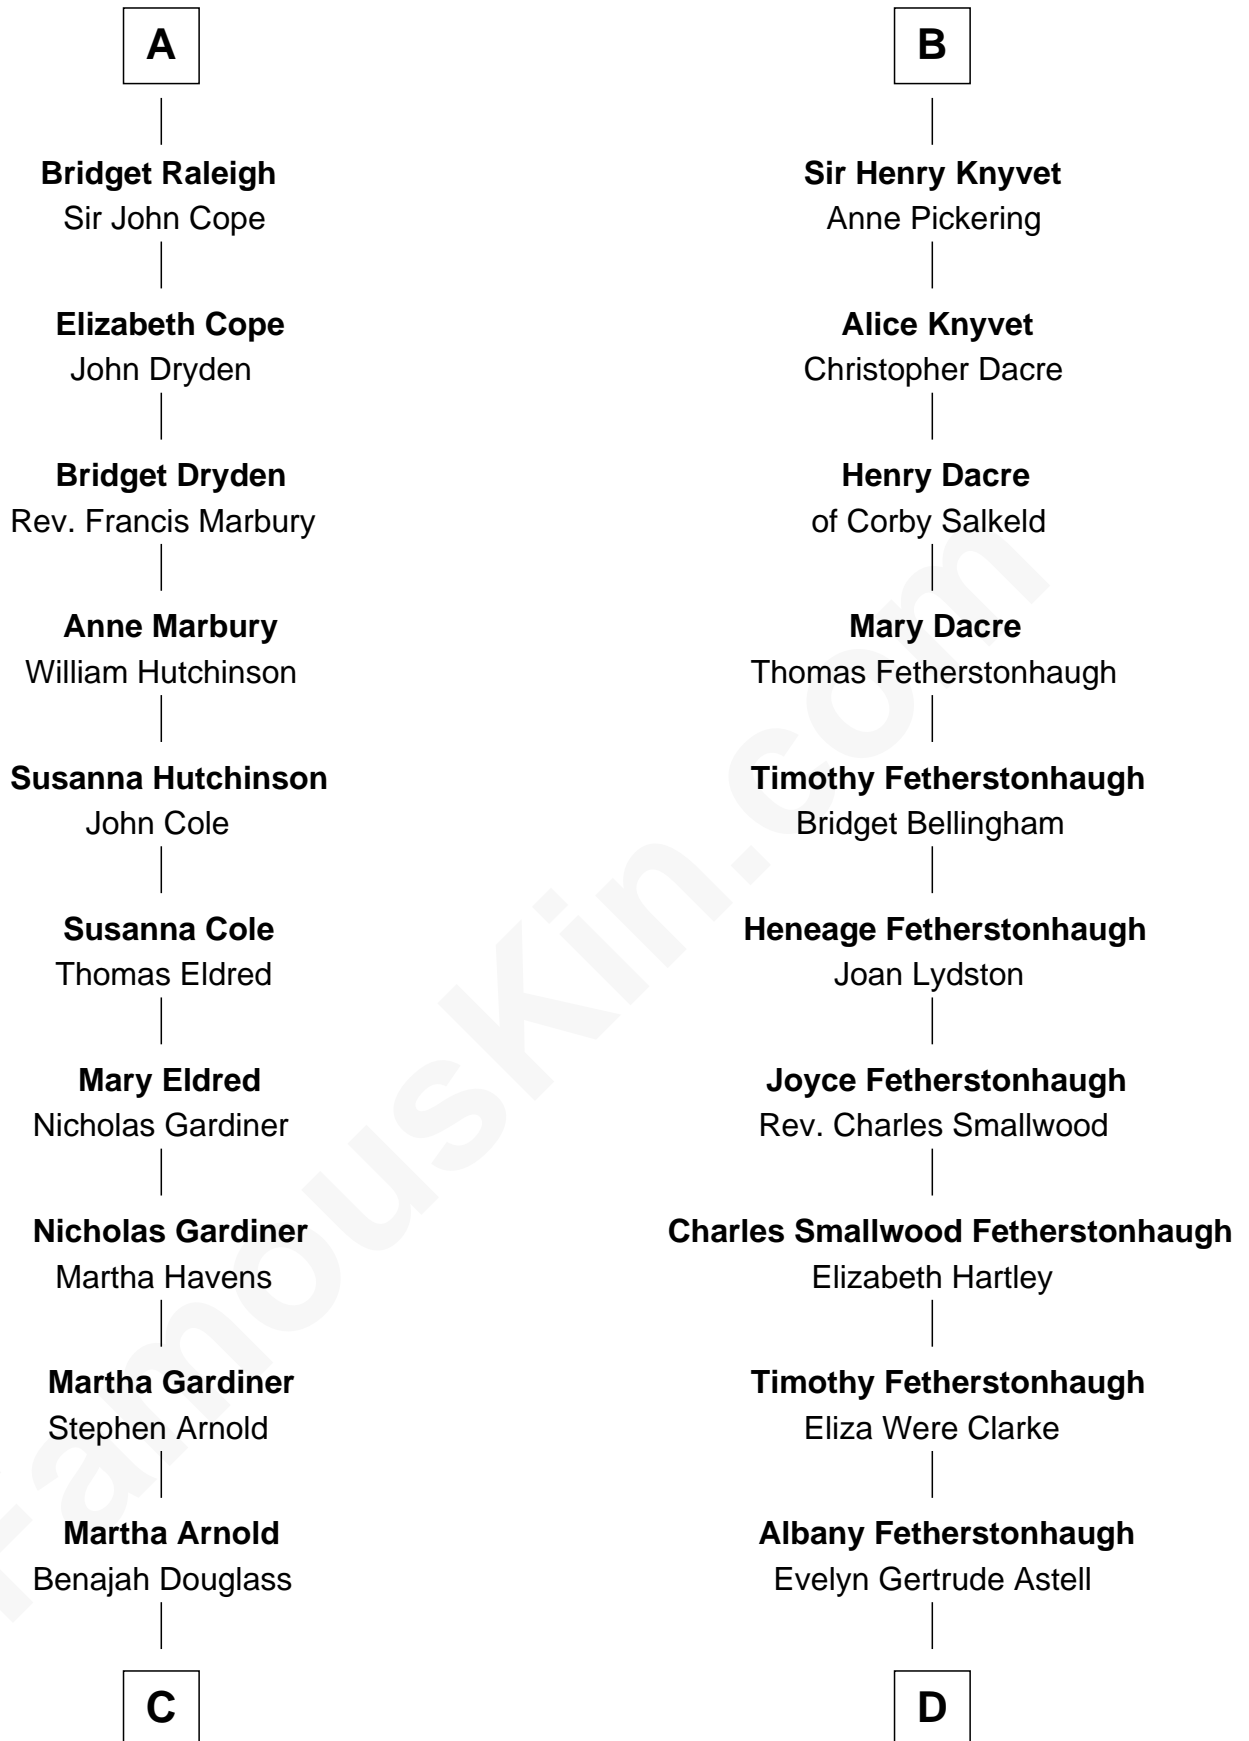 A
Bridget Raleigh
Sir John Cope
Elizabeth Cope
John Dryden
Bridget Dryden
Rev. Francis Marbury
Anne Marbury
William Hutchinson
Susanna Hutchinson
John Cole
Susanna Cole
Thomas Eldred
Mary Eldred
Nicholas Gardiner
Nicholas Gardiner
Martha Havens
Martha Gardiner
Stephen Arnold
Martha Arnold
Benajah Douglass
C
B
Sir Henry Knyvet
Anne Pickering
Alice Knyvet
Christopher Dacre
Henry Dacre
of Corby Salkeld
Mary Dacre
Thomas Fetherstonhaugh
Timothy Fetherstonhaugh
Bridget Bellingham
Heneage Fetherstonhaugh
Joan Lydston
Joyce Fetherstonhaugh
Rev. Charles Smallwood
Charles Smallwood Fetherstonhaugh
Elizabeth Hartley
Timothy Fetherstonhaugh
Eliza Were Clarke
Albany Fetherstonhaugh
Evelyn Gertrude Astell
D
FamousKin.com